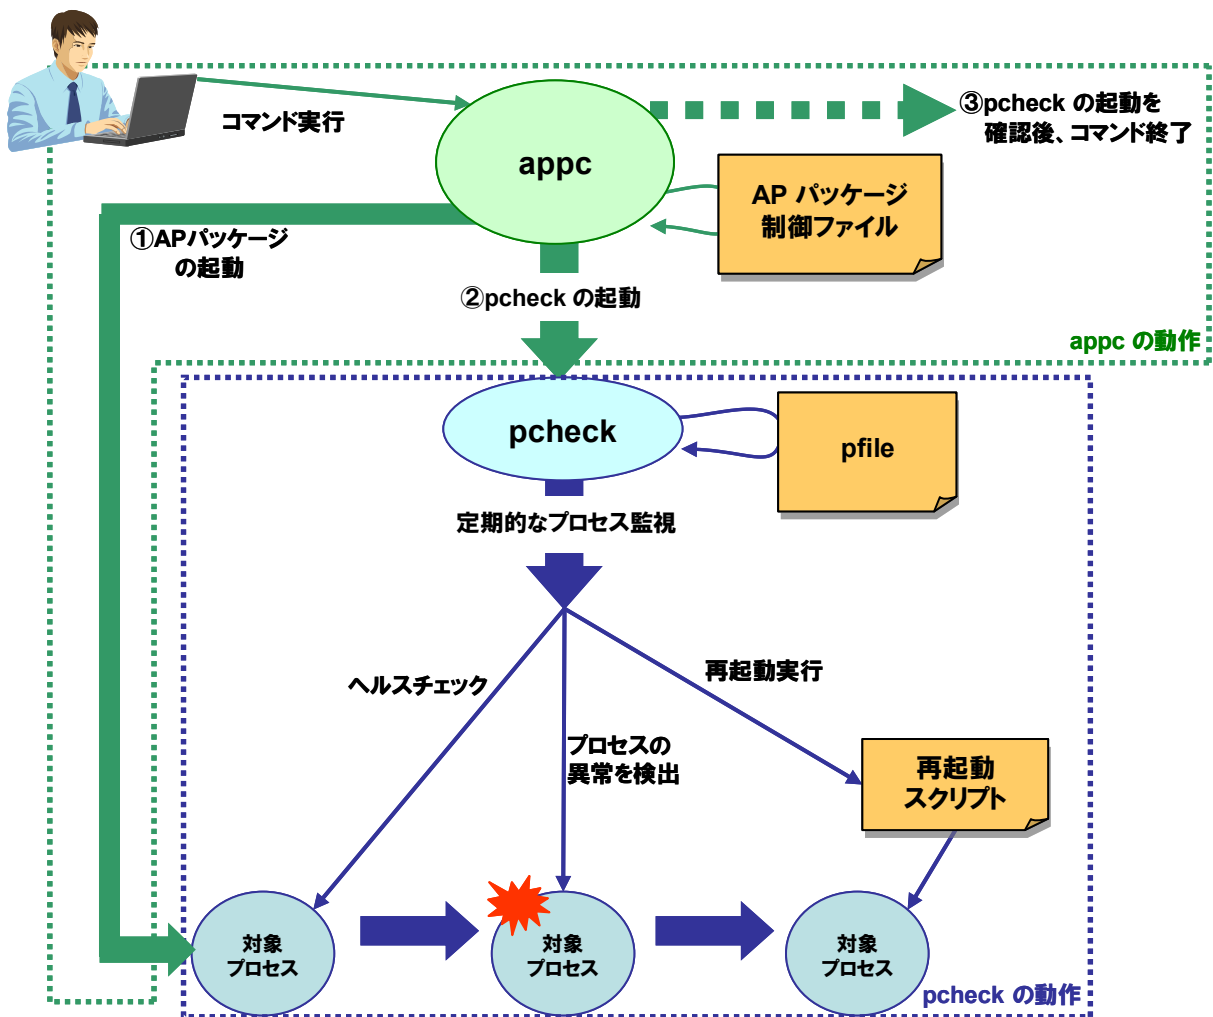 コマンド実行
appc
③pcheck の起動を
確認後、コマンド終了
AP パッケージ
制御ファイル
①APパッケージ
の起動
②pcheck の起動
appc の動作
pcheck
pfile
定期的なプロセス監視
ヘルスチェック
再起動実行
プロセスの
異常を検出
再起動
スクリプト
対象
プロセス
対象
プロセス
対象
プロセス
pcheck の動作